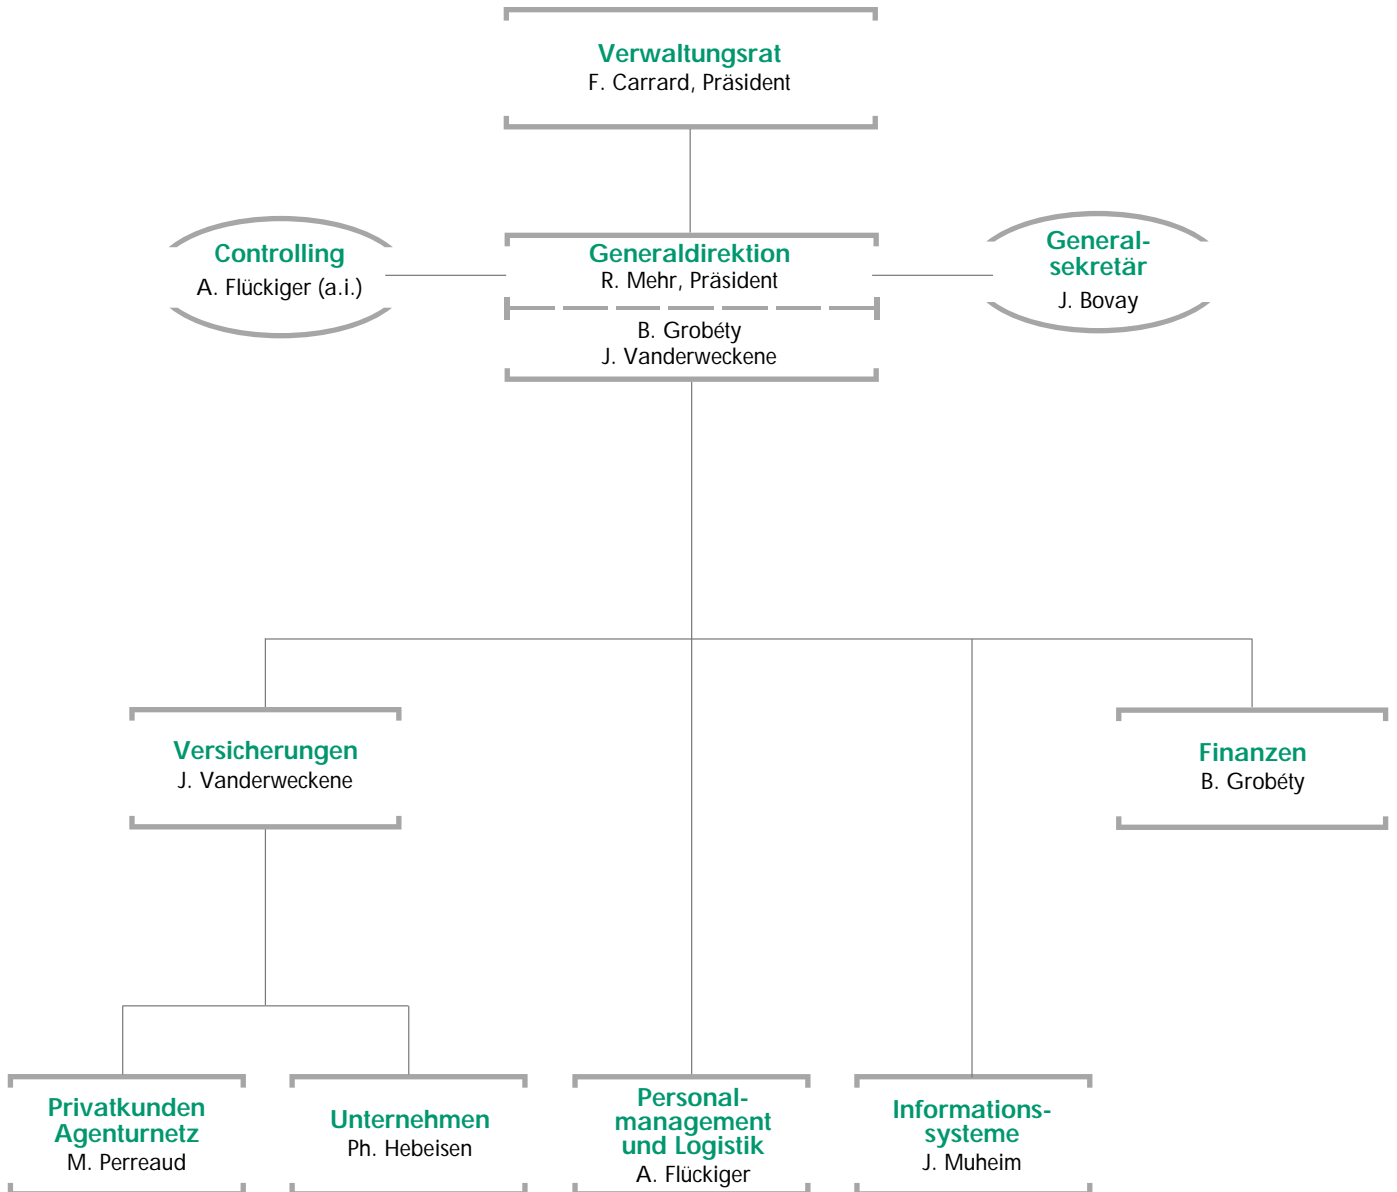 Verwaltungsrat
F. Carrard, Präsident
Controlling
A. Flückiger (a.i.)
Generaldirektion
R. Mehr, Präsident
B. Grobéty
J. Vanderweckene
General-
sekretär
J. Bovay
Versicherungen
J. Vanderweckene
Finanzen
B. Grobéty
Privatkunden
Agenturnetz
M. Perreaud
Unternehmen
Ph. Hebeisen
Personal-
management
und Logistik
A. Flückiger
Informations-
systeme
J. Muheim